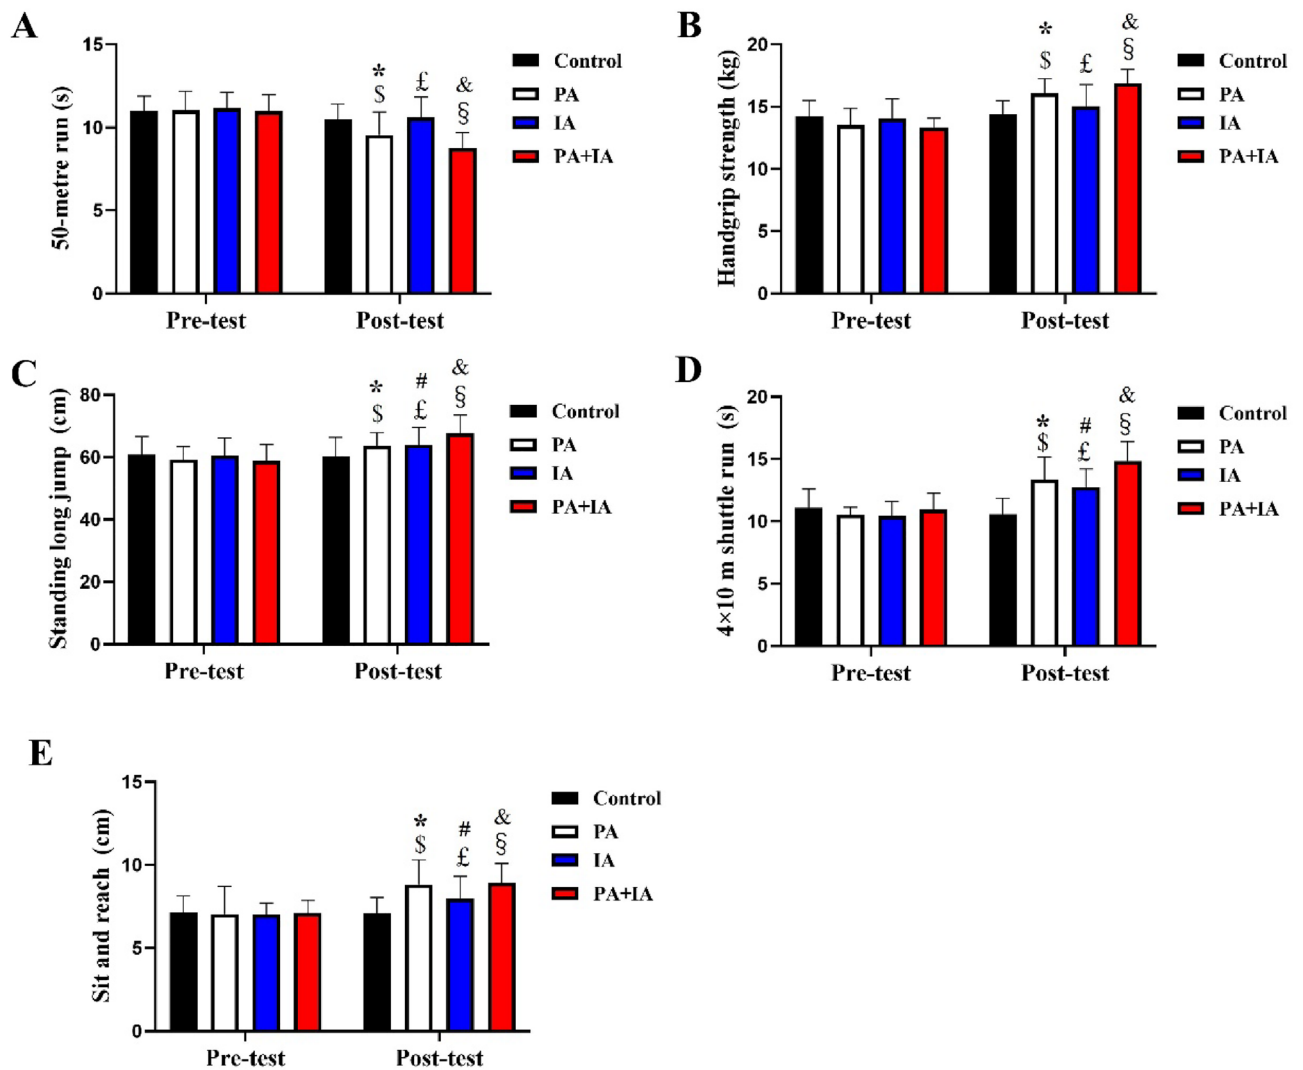 A
50-metre run (s)
15
10
5
0
*
$
£
&
§
Pre-test
Post-test
Control
PA
IA
PA+IA
B
Handgrip strength (kg)
20
15
10
5
0
*
$
£
&
§
Pre-test
Post-test
Control
PA
IA
PA+IA
C
Standing long jump (cm)
80
60
40
20
0
*
$
#
£
&
§
Pre-test
Post-test
Control
PA
IA
PA+IA
D
4×10 m shuttle run (s)
20
15
10
5
0
*
$
#
£
&
§
Pre-test
Post-test
Control
PA
IA
PA+IA
E
Sit and reach (cm)
15
10
5
0
*
$
#
£
&
§
Pre-test
Post-test
Control
PA
IA
PA+IA